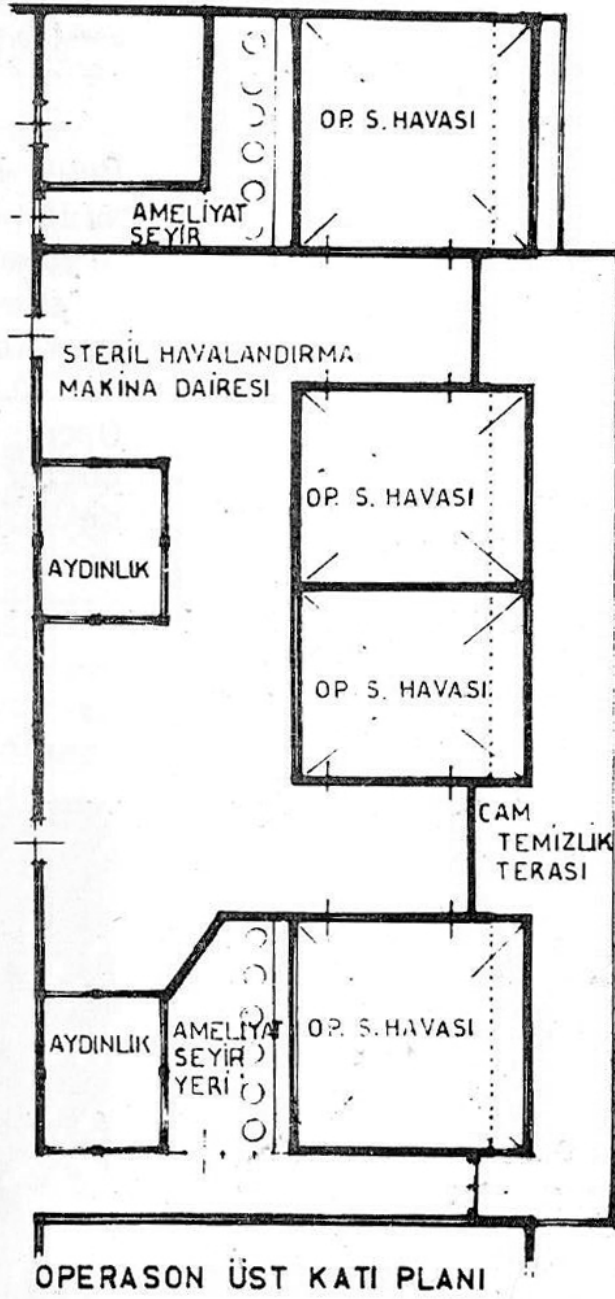 OP. S. HAVASI
AMELİYAT
SEYİR
STERİL HAVALANDIRMA
MAKİNA DAİRESİ
OP. S. HAVASI
AYDINLIK
OP. S. HAVASI
CAM
TEMİZLİK
TERASI
AYDINLIK
AMELİYAT
SEYİR
YERİ
OP. S. HAVASI
OPERASON ÜST KATI PLANI